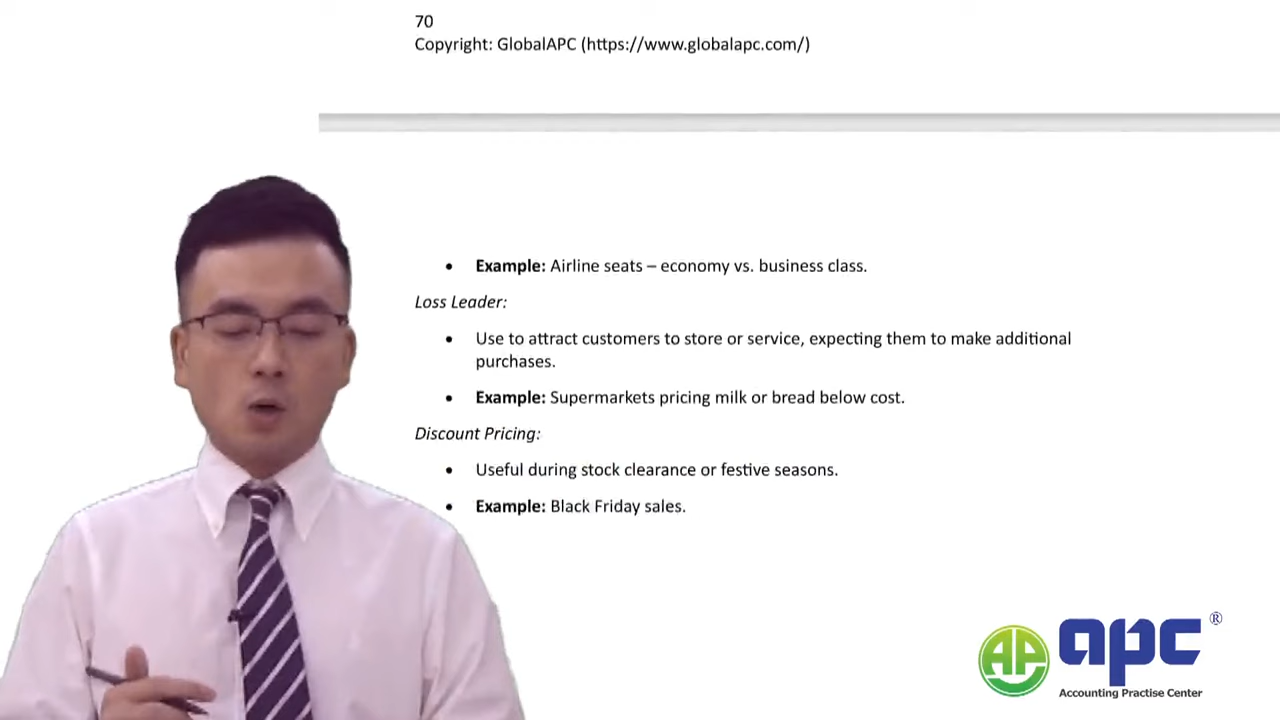 70
Copyright: GlobalAPC (https://www.globalapc.com/)
• Example: Airline seats – economy vs. business class.
Loss Leader:
• Use to attract customers to store or service, expecting them to make additional
purchases.
• Example: Supermarkets pricing milk or bread below cost.
Discount Pricing:
• Useful during stock clearance or festive seasons.
• Example: Black Friday sales.
AP
apc®
Accounting Practise Center